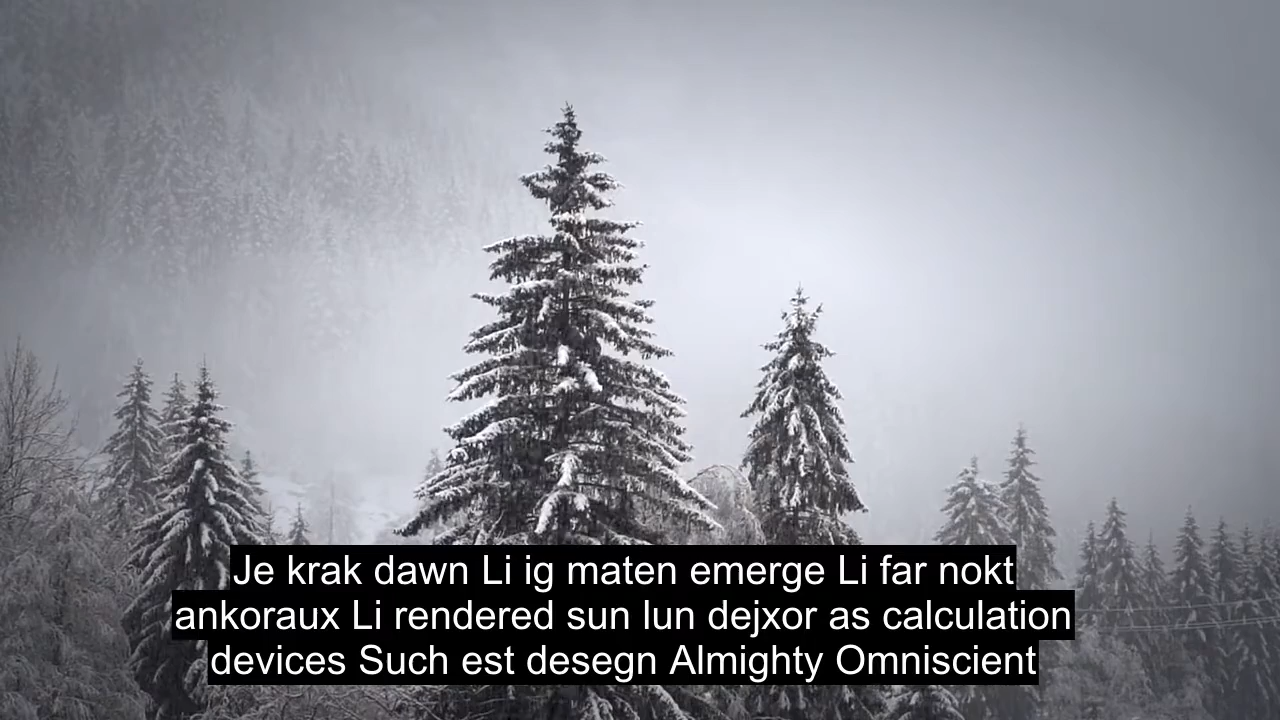 Je krak dawn Li ig maten emerge Li far nokt
ankoraux Li rendered sun lun dejxor as calculation
devices Such est desegn Almighty Omniscient